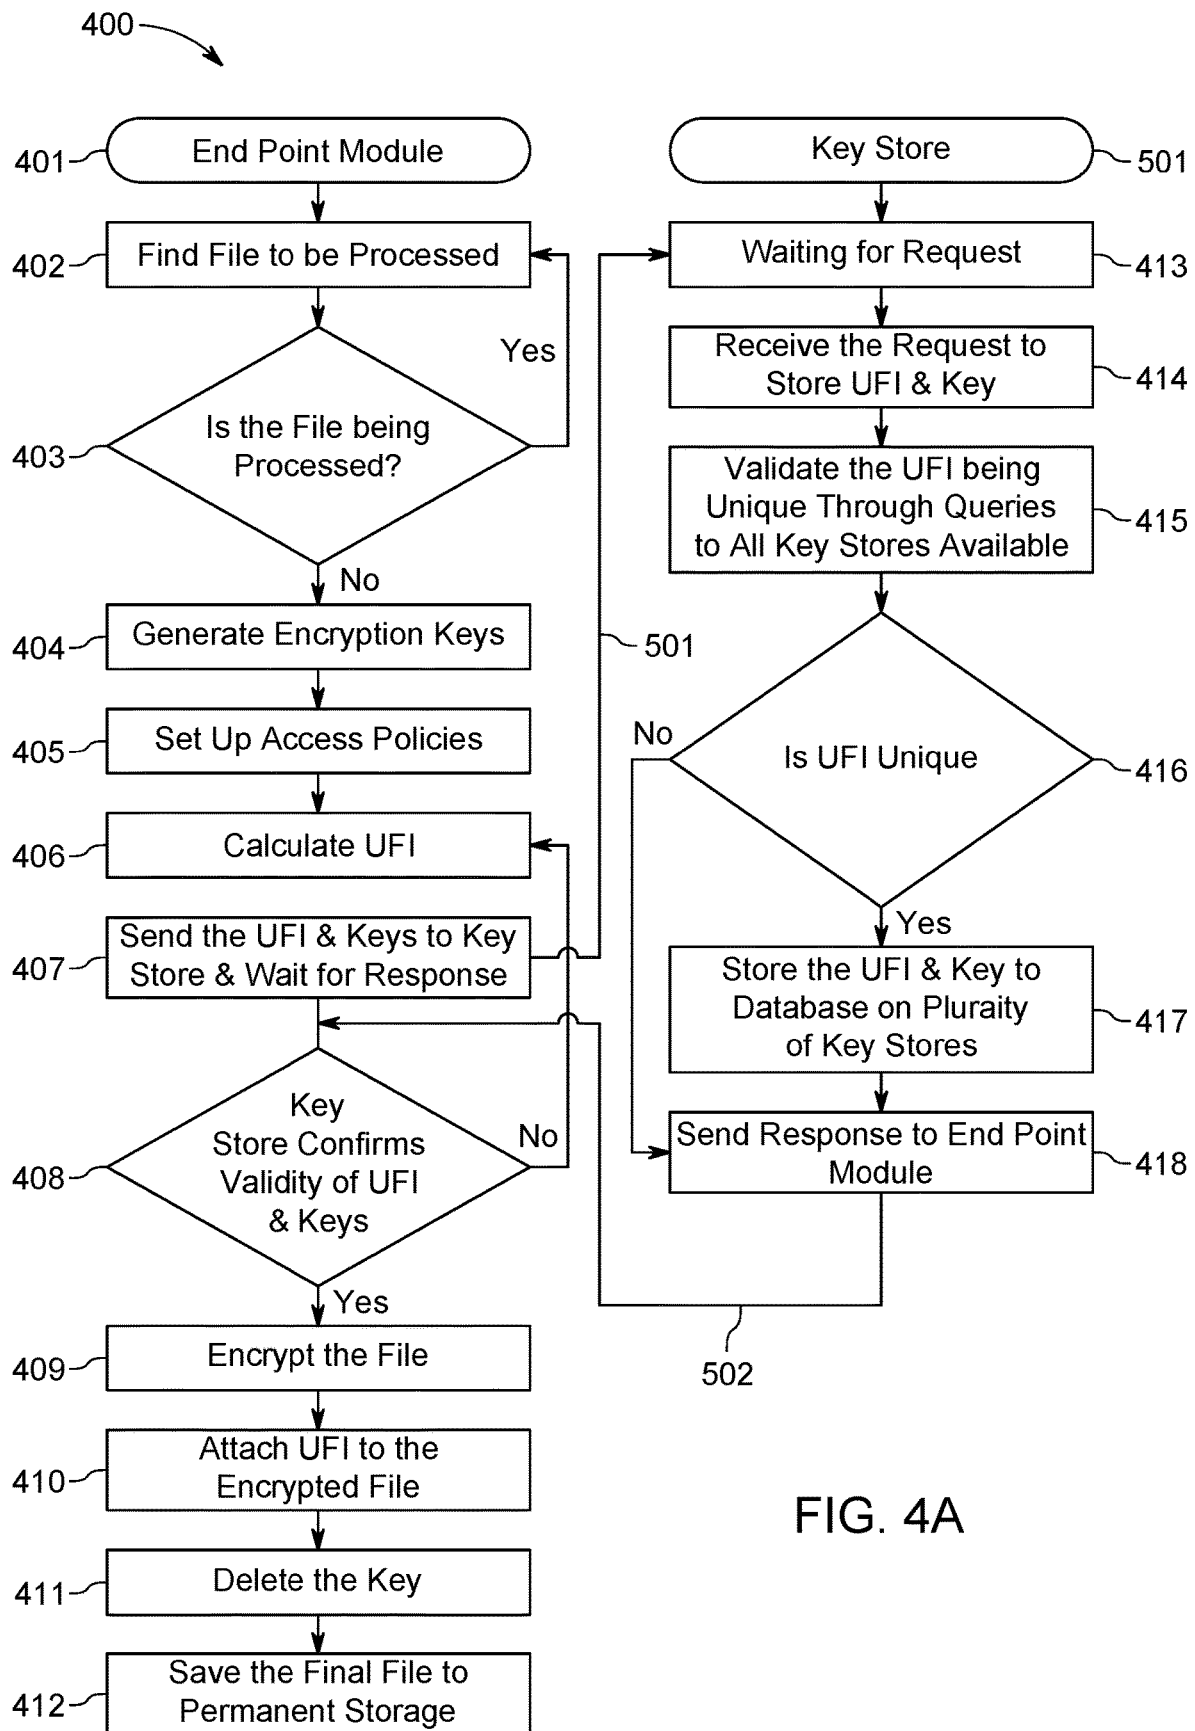 400
401
End Point Module
402
Find File to be Processed
Yes
403
Is the File being
Processed?
No
404
Generate Encryption Keys
405
Set Up Access Policies
406
Calculate UFI
407
Send the UFI & Keys to Key
Store & Wait for Response
408
Key
Store Confirms
Validity of UFI
& Keys
No
Yes
409
Encrypt the File
410
Attach UFI to the
Encrypted File
411
Delete the Key
412
Save the Final File to
Permanent Storage
Key Store
501
Waiting for Request
413
Receive the Request to
Store UFI & Key
414
Validate the UFI being
Unique Through Queries
to All Key Stores Available
415
501
No
Is UFI Unique
416
Yes
Store the UFI & Key to
Database on Pluraity
of Key Stores
417
Send Response to End Point
Module
418
502
FIG. 4A